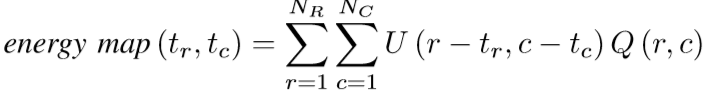 energy map (t_r, t_c) = \sum_{r=1}^{N_R} \sum_{c=1}^{N_C} U (r − t_r, c − t_c) Q (r, c)